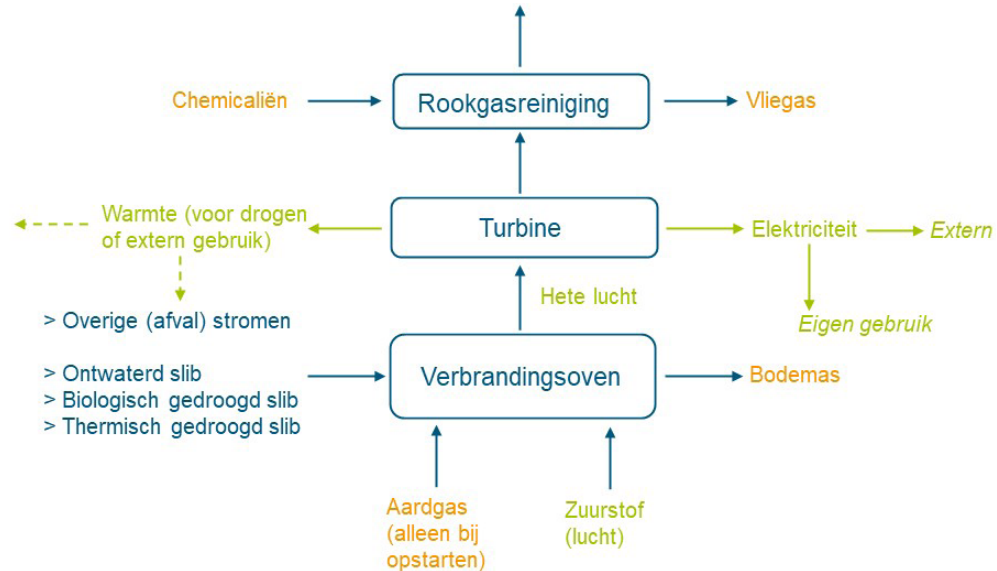 Chemicaliën
Rookgasreiniging
Vliegas
Warmte (voor drogen
of extern gebruik)
Turbine
Elektriciteit
Extern
Hete lucht
Eigen gebruik
> Overige (afval) stromen
> Ontwaterd slib
> Biologisch gedroogd slib
> Thermisch gedroogd slib
Verbrandingsoven
Bodemas
Aardgas
(alleen bij
opstarten)
Zuurstof
(lucht)